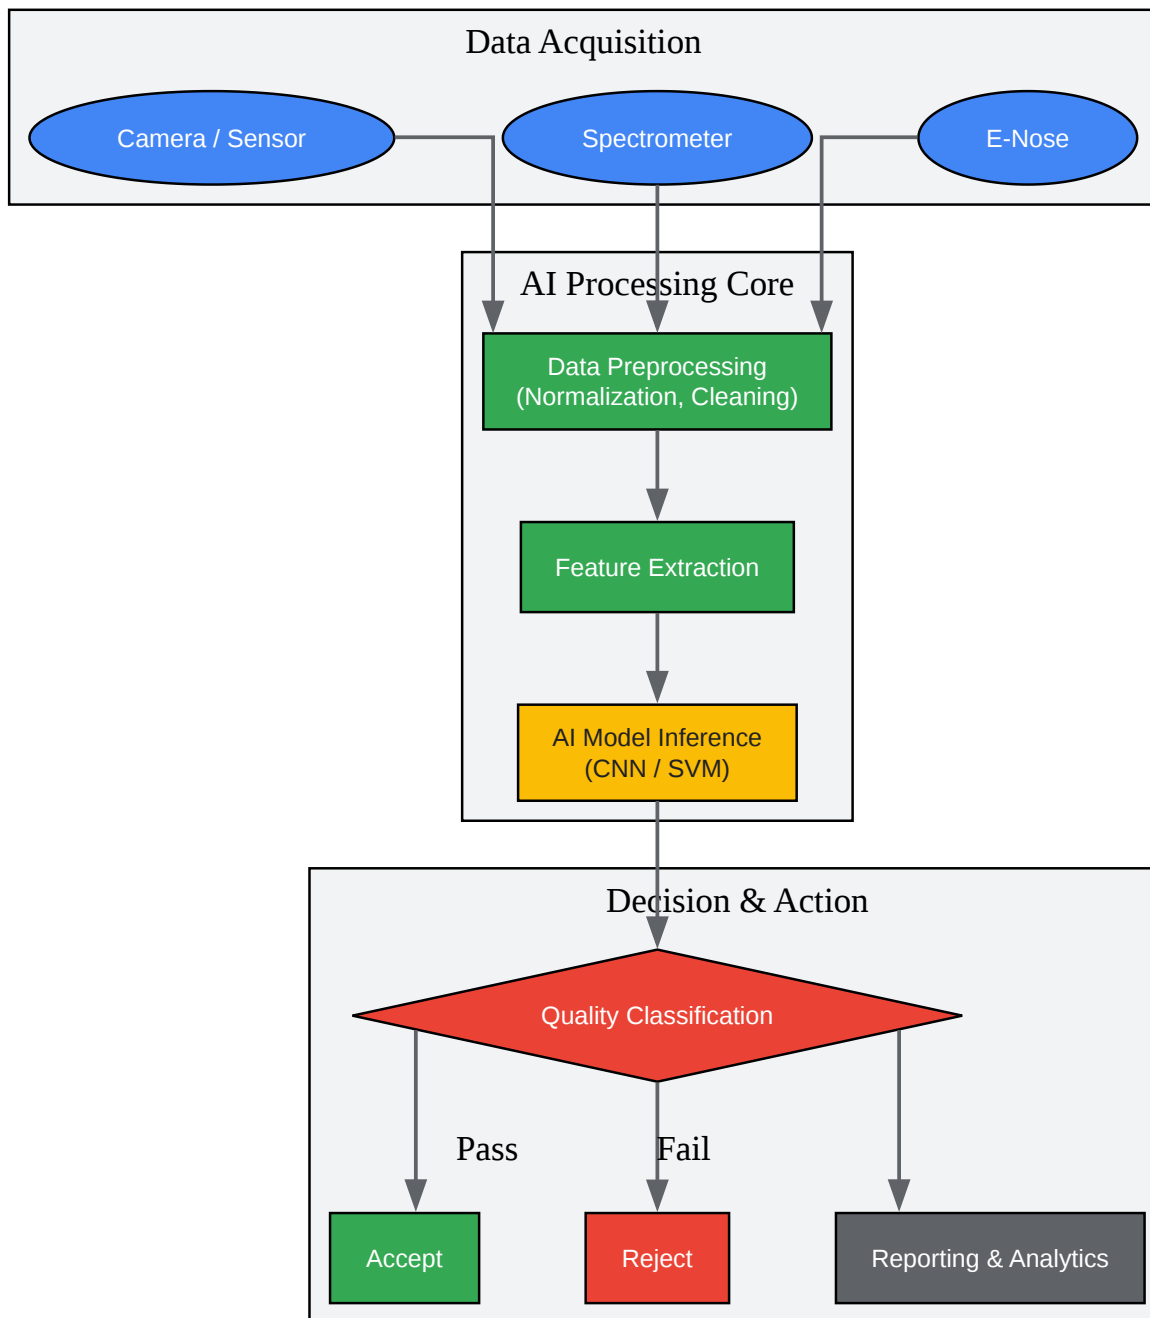 Data Acquisition
Camera / Sensor
Spectrometer
E-Nose
AI Processing Core
Data Preprocessing
(Normalization, Cleaning)
Feature Extraction
AI Model Inference
(CNN / SVM)
Decision & Action
Quality Classification
Pass
Fail
Accept
Reject
Reporting & Analytics